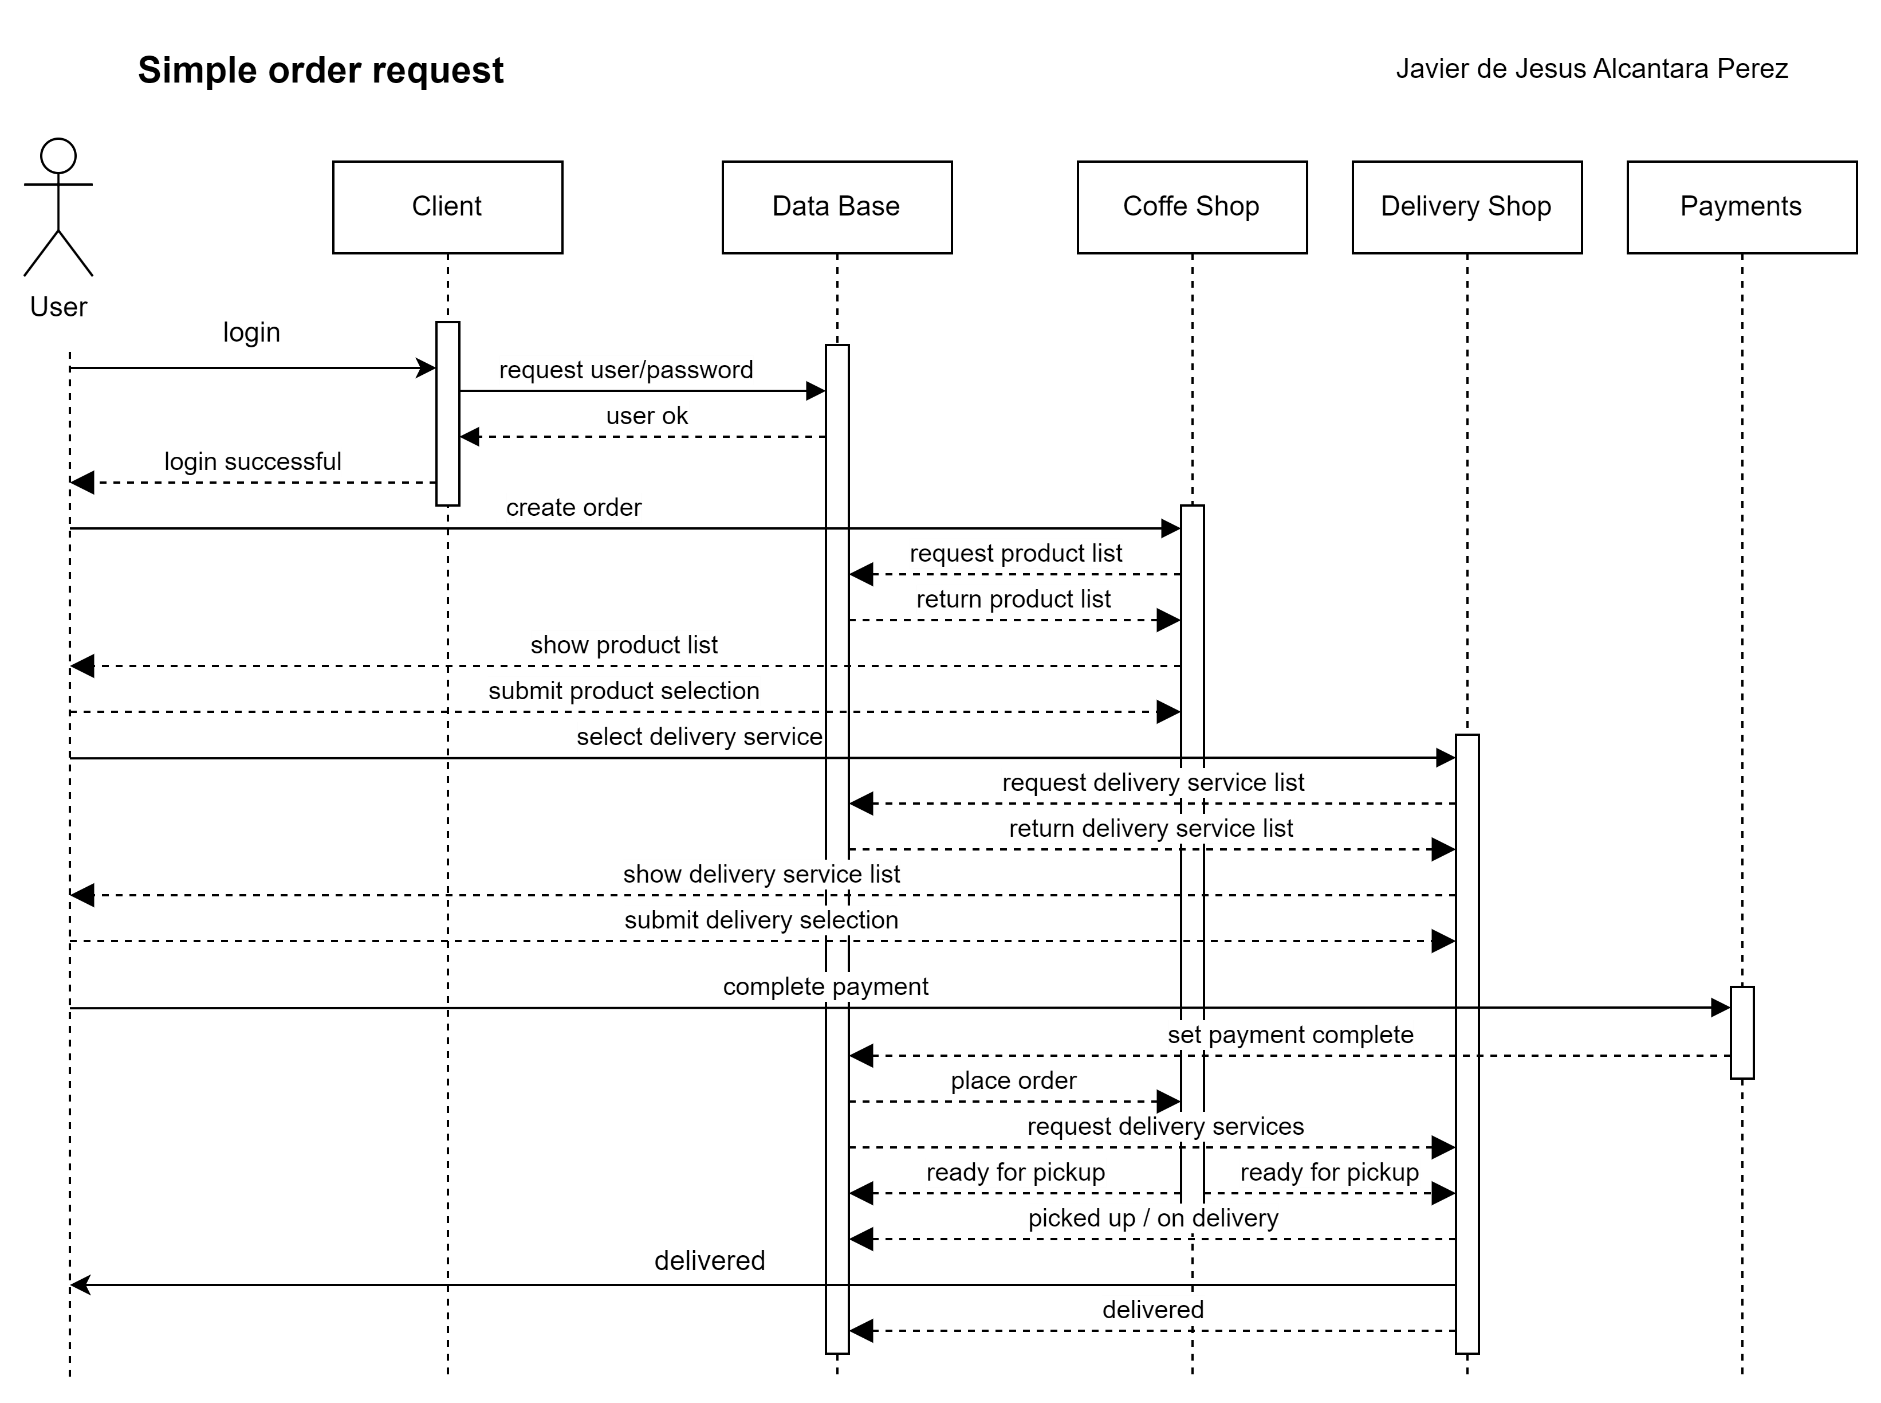 Simple order request
Javier de Jesus Alcantara Perez
Client
Data Base
Coffe Shop
Delivery Shop
Payments
User
login
request user/password
user ok
login successful
create order
request product list
return product list
show product list
submit product selection
select delivery service
request delivery service list
return delivery service list
show delivery service list
submit delivery selection
complete payment
set payment complete
place order
request delivery services
ready for pickup
ready for pickup
picked up / on delivery
delivered
delivered